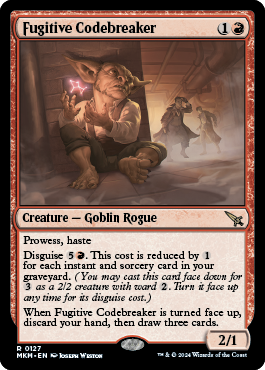 Fugitive Codebreaker 1
Creature — Goblin Rogue
Prowess, haste
Disguise 5 . This cost is reduced by 1
for each instant and sorcery card in your
graveyard. (You may cast this card face down for
3 as a 2/2 creature with ward 2. Turn it face up
any time for its disguise cost.)
When Fugitive Codebreaker is turned face up,
discard your hand, then draw three cards.
2/1
R 0127
MKM • EN Joseph Weston
™ & © 2024 Wizards of the Coast